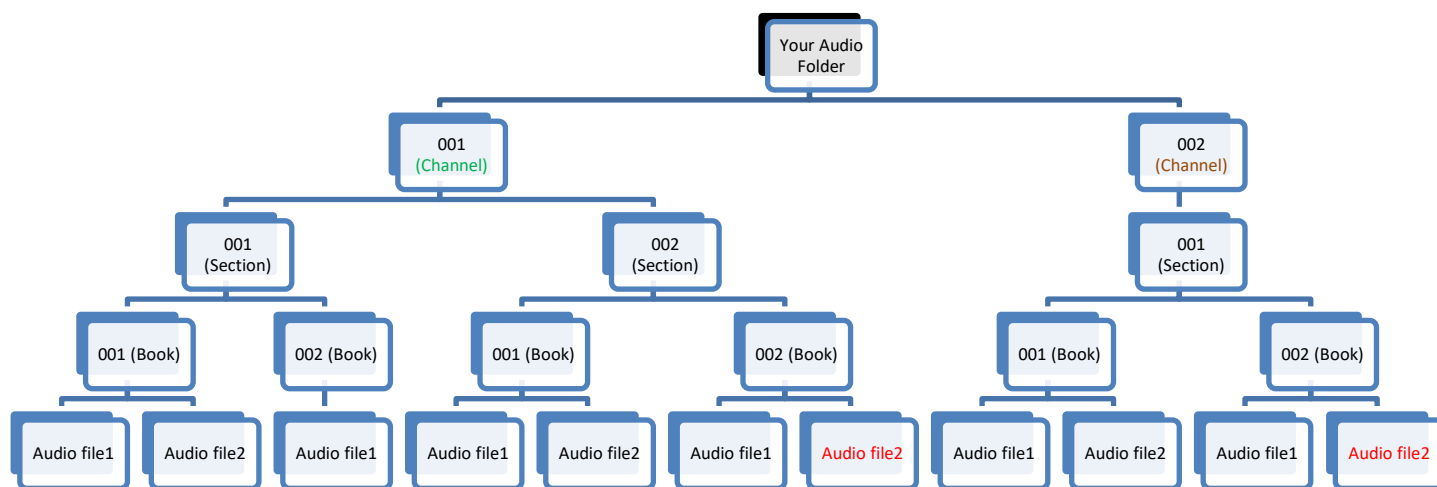 Your Audio
Folder
001
(Channel)
002
(Channel)
001
(Section)
002
(Section)
001
(Section)
001 (Book)
002 (Book)
001 (Book)
002 (Book)
001 (Book)
002 (Book)
Audio file1
Audio file2
Audio file1
Audio file1
Audio file2
Audio file1
Audio file2
Audio file1
Audio file2
Audio file1
Audio file2